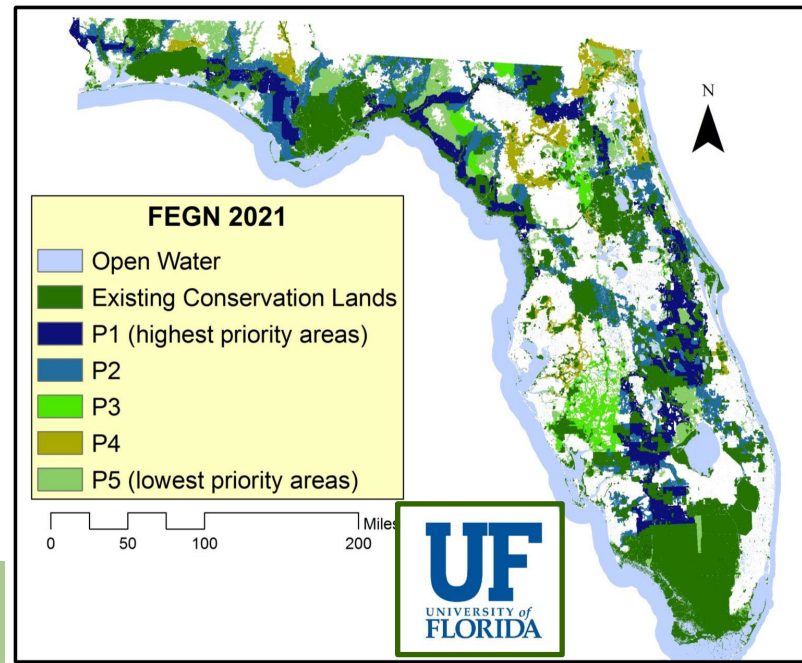 N
FEGN 2021
Open Water
Existing Conservation Lands
P1 (highest priority areas)
P2
P3
P4
P5 (lowest priority areas)
Miles
0 50 100 200
UF
UNIVERSITY of
FLORIDA